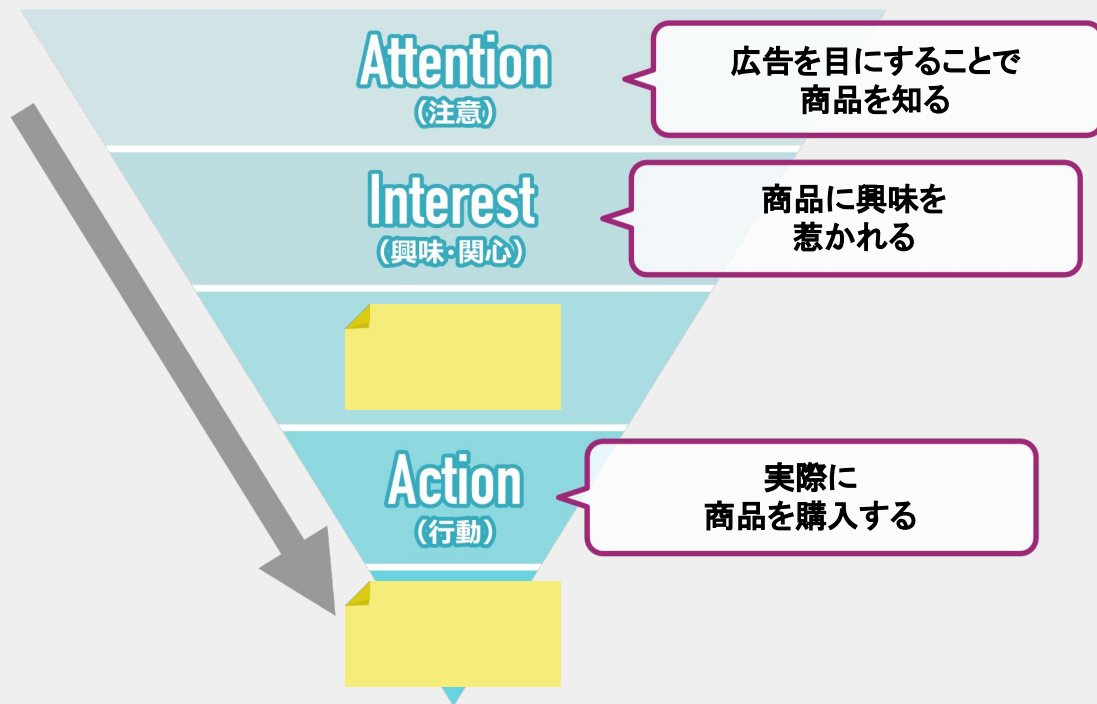 Attention
(注意)
広告を目にすることで
商品を知る
Interest
(興味・関心)
商品に興味を
惹かれる
Action
(行動)
実際に
商品を購入する